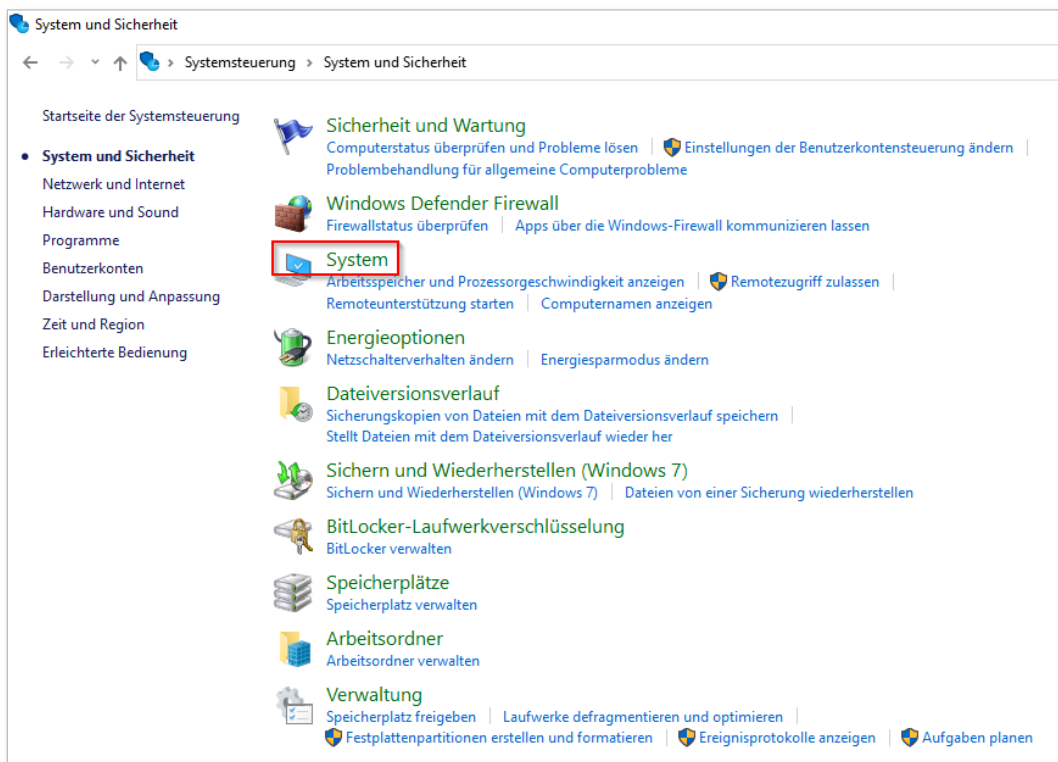 System und Sicherheit
Systemsteuerung > System und Sicherheit
Startseite der Systemsteuerung
System und Sicherheit
Netzwerk und Internet
Hardware und Sound
Programme
Benutzerkonten
Darstellung und Anpassung
Zeit und Region
Erleichterte Bedienung
Sicherheit und Wartung
Computerstatus überprüfen und Probleme lösen | Einstellungen der Benutzerkontensteuerung ändern |
Problembehandlung für allgemeine Computerprobleme
Windows Defender Firewall
Firewallstatus überprüfen | Apps über die Windows-Firewall kommunizieren lassen
System
Arbeitsspeicher und Prozessorgeschwindigkeit anzeigen | Remotezugriff zulassen |
Remoteunterstützung starten | Computernamen anzeigen
Energieoptionen
Netzschalterverhalten ändern | Energiesparmodus ändern
Dateiversionsverlauf
Sicherungskopien von Dateien mit dem Dateiversionsverlauf speichern |
Stellt Dateien mit dem Dateiversionsverlauf wieder her
Sichern und Wiederherstellen (Windows 7)
Sichern und Wiederherstellen (Windows 7) | Dateien von einer Sicherung wiederherstellen
BitLocker-Laufwerkverschlüsselung
BitLocker verwalten
Speicherplätze
Speicherplatz verwalten
Arbeitsordner
Arbeitsordner verwalten
Verwaltung
Speicherplatz freigeben | Laufwerke defragmentieren und optimieren |
Festplattenpartitionen erstellen und formatieren | Ereignisprotokolle anzeigen | Aufgaben planen